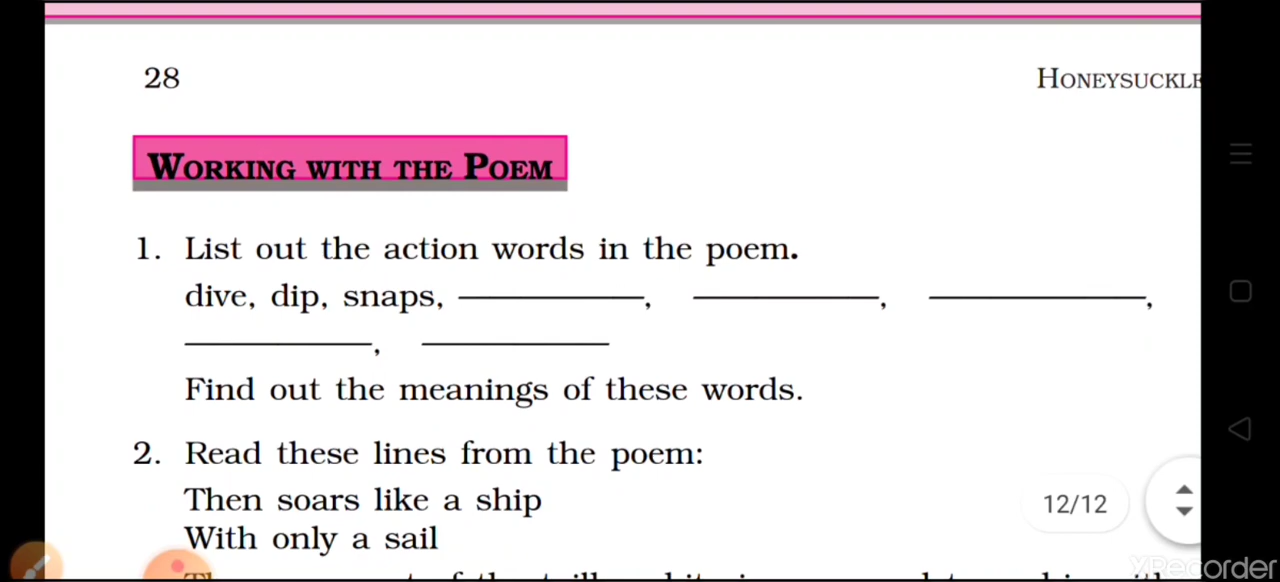 28 HONEYSUCKLE
WORKING WITH THE POEM
1. List out the action words in the poem.
dive, dip, snaps, ————, ————, ————,
————, ————
Find out the meanings of these words.
2. Read these lines from the poem:
Then soars like a ship
With only a sail
12/12
XRecorder